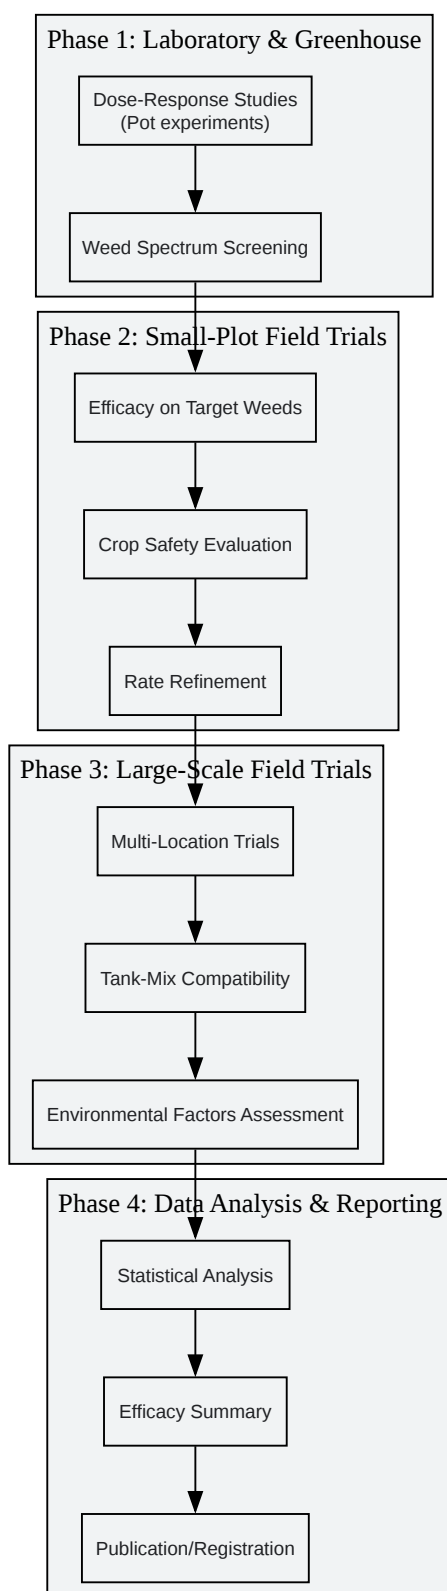 Phase 1: Laboratory & Greenhouse
Dose-Response Studies
(Pot experiments)
Weed Spectrum Screening
Phase 2: Small-Plot Field Trials
Efficacy on Target Weeds
Crop Safety Evaluation
Rate Refinement
Phase 3: Large-Scale Field Trials
Multi-Location Trials
Tank-Mix Compatibility
Environmental Factors Assessment
Phase 4: Data Analysis & Reporting
Statistical Analysis
Efficacy Summary
Publication/Registration